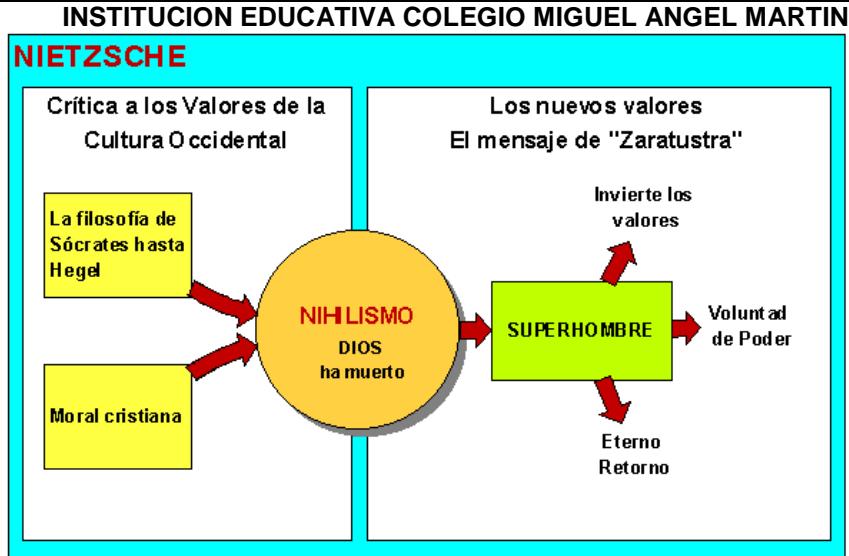 INSTITUCION EDUCATIVA COLEGIO MIGUEL ANGEL MARTIN
NIETZSCHE
Crítica a los Valores de la
Cultura Occidental
La filosofía de
Sócrates hasta
Hegel
Moral cristiana
NIHILISMO
DIOS
ha muerto
Los nuevos valores
El mensaje de "Zaratustra"
Invierte los
valores
SUPERHOMBRE
Voluntad
de Poder
Eterno
Retorno